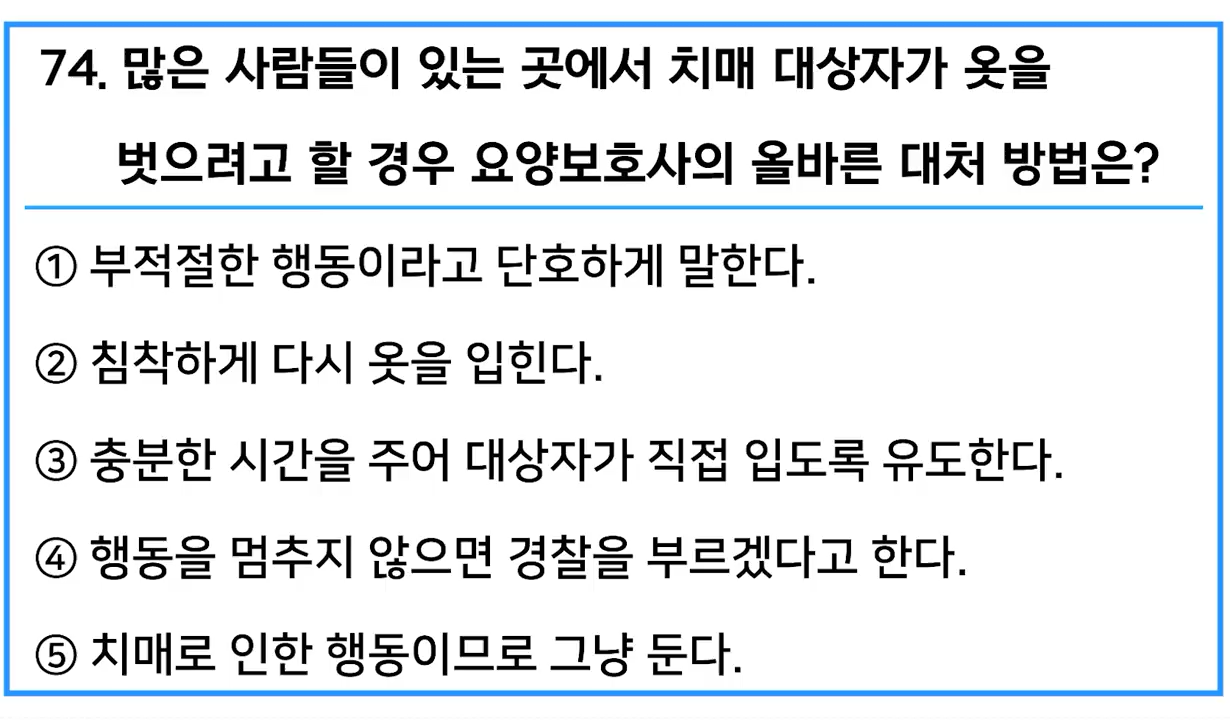 74. 많은 사람들이 있는 곳에서 치매 대상자가 옷을
벗으려고 할 경우 요양보호사의 올바른 대처 방법은?
① 부적절한 행동이라고 단호하게 말한다.
② 침착하게 다시 옷을 입힌다.
③ 충분한 시간을 주어 대상자가 직접 입도록 유도한다.
④ 행동을 멈추지 않으면 경찰을 부르겠다고 한다.
⑤ 치매로 인한 행동이므로 그냥 둔다.